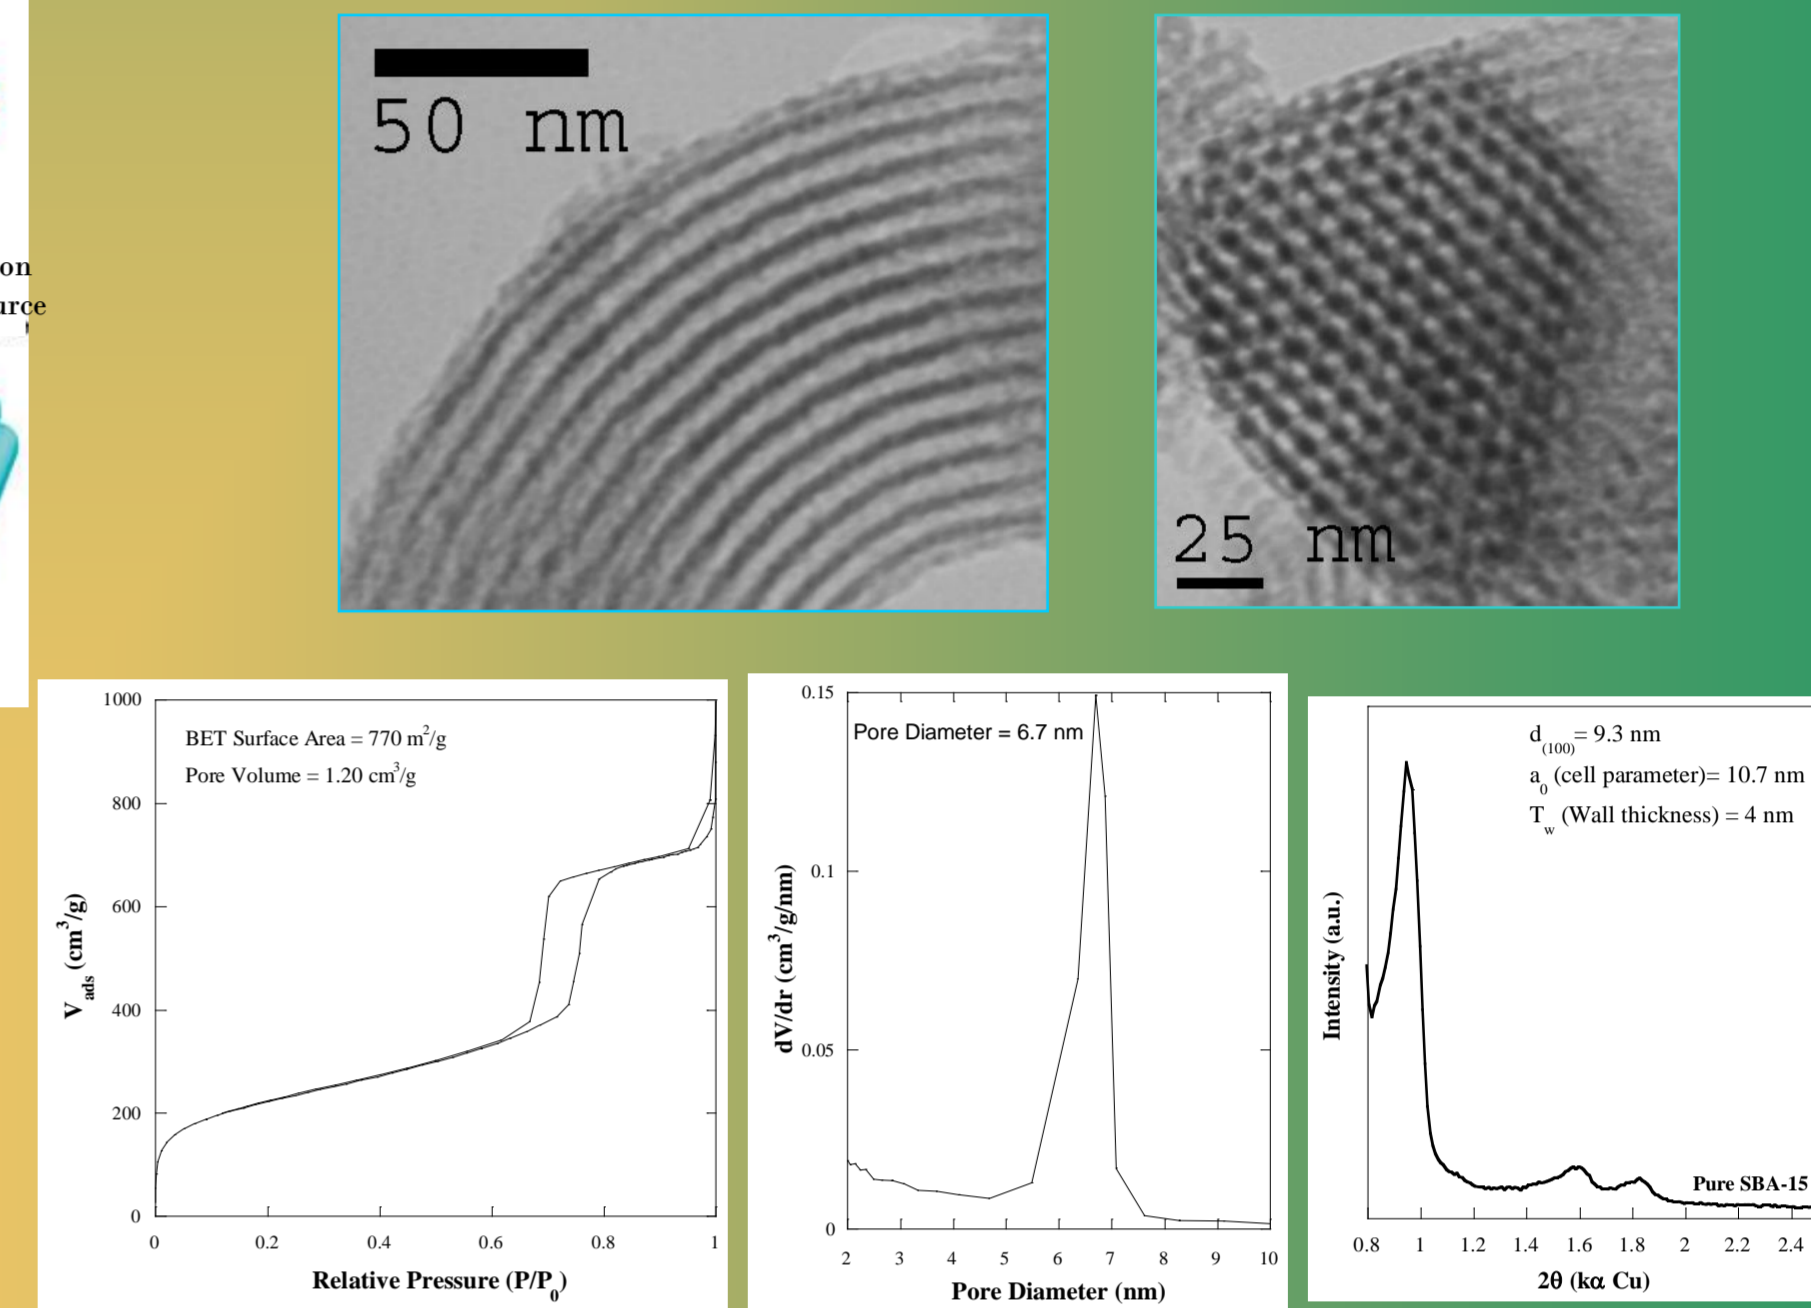 on
urce
50 nm
25 nm
1000
800
600
400
200
0
BET Surface Area = 770 m²/g
Pore Volume = 1.20 cm³/g
V_ads (cm³/g)
0 0.2 0.4 0.6 0.8 1
Relative Pressure (P/P₀)
0.15
0.1
0.05
0
Pore Diameter = 6.7 nm
dV/dr (cm³/g/nm)
2 3 4 5 6 7 8 9 10
Pore Diameter (nm)
d₍₁₀₀₎= 9.3 nm
a₀ (cell parameter)= 10.7 nm
T_w (Wall thickness) = 4 nm
Intensity (a.u.)
Pure SBA-15
0.8 1 1.2 1.4 1.6 1.8 2 2.2 2.4
2θ (kα Cu)